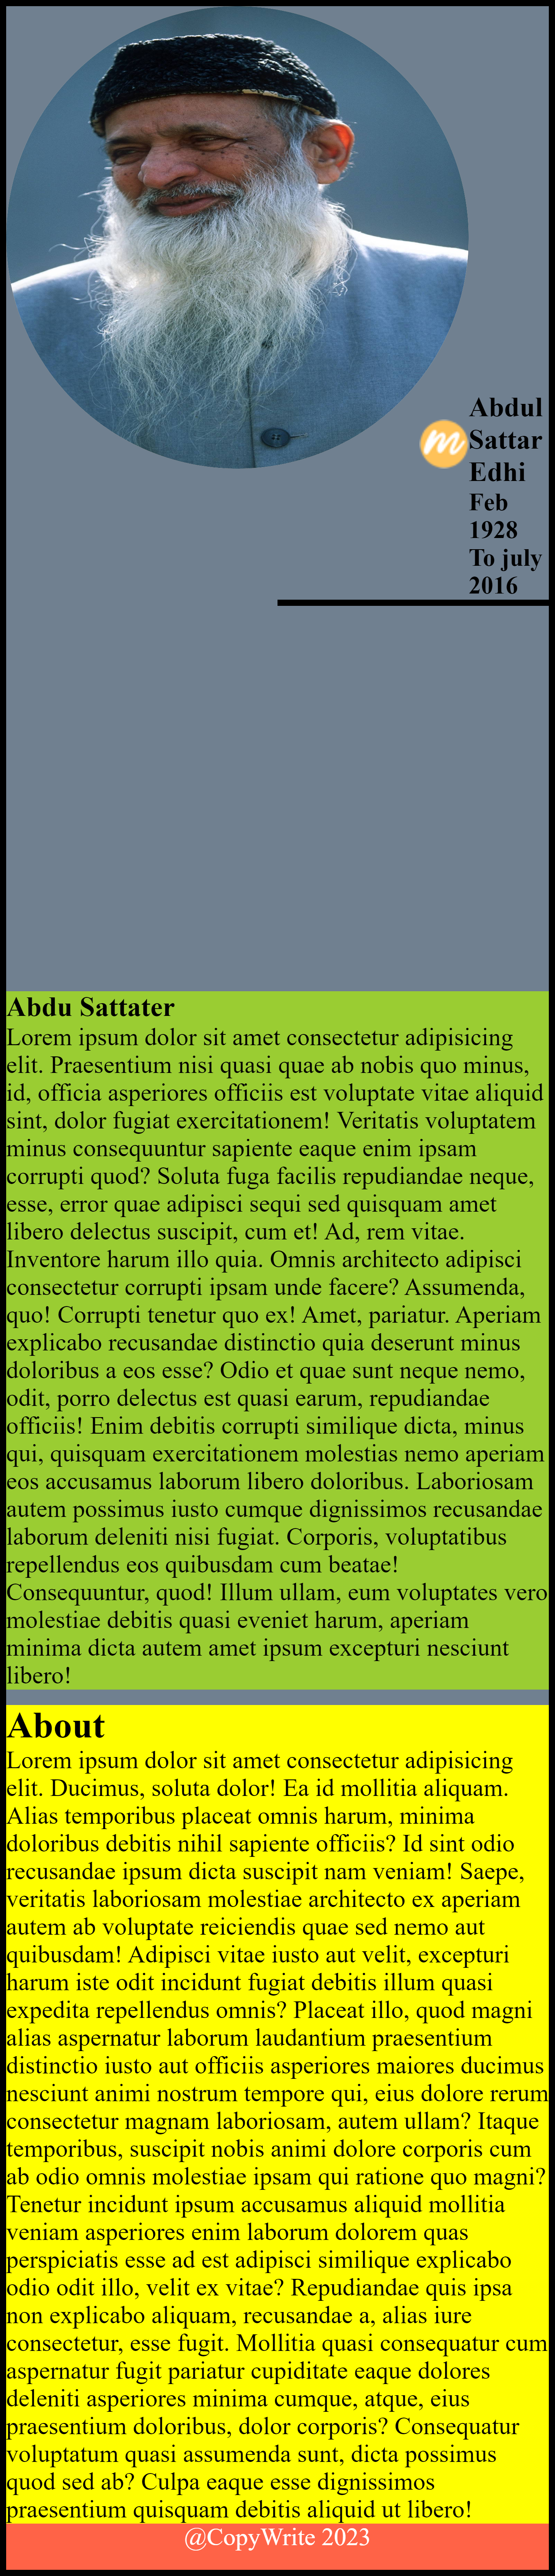 Abdul
Sattar
Edhi
Feb
1928
To july
2016
m
Abdu Sattater
Lorem ipsum dolor sit amet consectetur adipisicing
elit. Praesentium nisi quasi quae ab nobis quo minus,
id, officia asperiores officiis est voluptate vitae aliquid
sint, dolor fugiat exercitationem! Veritatis voluptatem
minus consequuntur sapiente eaque enim ipsam
corrupti quod? Soluta fuga facilis repudiandae neque,
esse, error quae adipisci sequi sed quisquam amet
libero delectus suscipit, cum et! Ad, rem vitae.
Inventore harum illo quia. Omnis architecto adipisci
consectetur corrupti ipsam unde facere? Assumenda,
quo! Corrupti tenetur quo ex! Amet, pariatur. Aperiam
explicabo recusandae distinctio quia deserunt minus
doloribus a eos esse? Odio et quae sunt neque nemo,
odit, porro delectus est quasi earum, repudiandae
officiis! Enim debitis corrupti similique dicta, minus
qui, quisquam exercitationem molestias nemo aperiam
eos accusamus laborum libero doloribus. Laboriosam
autem possimus iusto cumque dignissimos recusandae
laborum deleniti nisi fugiat. Corporis, voluptatibus
repellendus eos quibusdam cum beatae!
Consequuntur, quod! Illum ullam, eum voluptates vero
molestiae debitis quasi eveniet harum, aperiam
minima dicta autem amet ipsum excepturi nesciunt
libero!
About
Lorem ipsum dolor sit amet consectetur adipisicing
elit. Ducimus, soluta dolor! Ea id mollitia aliquam.
Alias temporibus placeat omnis harum, minima
doloribus debitis nihil sapiente officiis? Id sint odio
recusandae ipsum dicta suscipit nam veniam! Saepe,
veritatis laboriosam molestiae architecto ex aperiam
autem ab voluptate reiciendis quae sed nemo aut
quibusdam! Adipisci vitae iusto aut velit, excepturi
harum iste odit incidunt fugiat debitis illum quasi
expedita repellendus omnis? Placeat illo, quod magni
alias aspernatur laborum laudantium praesentium
distinctio iusto aut officiis asperiores maiores ducimus
nesciunt animi nostrum tempore qui, eius dolore rerum
consectetur magnam laboriosam, autem ullam? Itaque
temporibus, suscipit nobis animi dolore corporis cum
ab odio omnis molestiae ipsam qui ratione quo magni?
Tenetur incidunt ipsum accusamus aliquid mollitia
veniam asperiores enim laborum dolorem quas
perspiciatis esse ad est adipisci similique explicabo
odio odit illo, velit ex vitae? Repudiandae quis ipsa
non explicabo aliquam, recusandae a, alias iure
consectetur, esse fugit. Mollitia quasi consequatur cum
aspernatur fugit pariatur cupiditate eaque dolores
deleniti asperiores minima cumque, atque, eius
praesentium doloribus, dolor corporis? Consequatur
voluptatum quasi assumenda sunt, dicta possimus
quod sed ab? Culpa eaque esse dignissimos
praesentium quisquam debitis aliquid ut libero!
@CopyWrite 2023